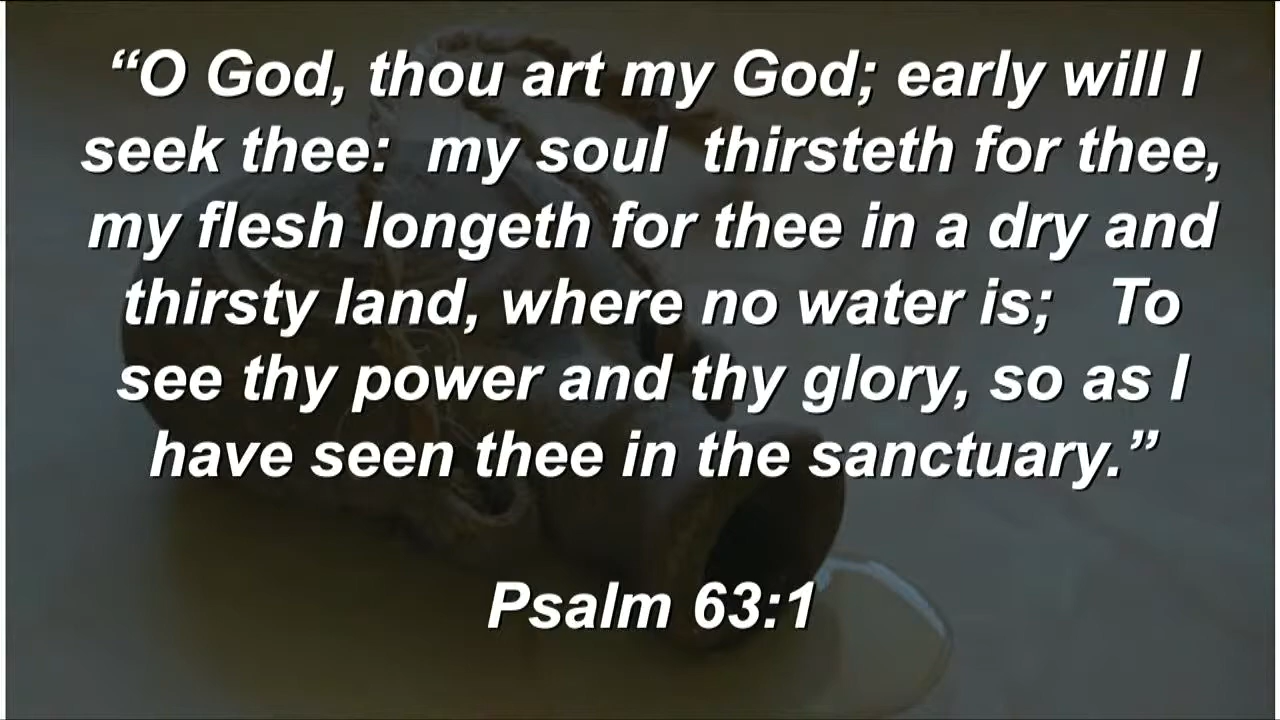 “O God, thou art my God; early will I
seek thee: my soul thirsteth for thee,
my flesh longeth for thee in a dry and
thirsty land, where no water is; To
see thy power and thy glory, so as I
have seen thee in the sanctuary.”
Psalm 63:1